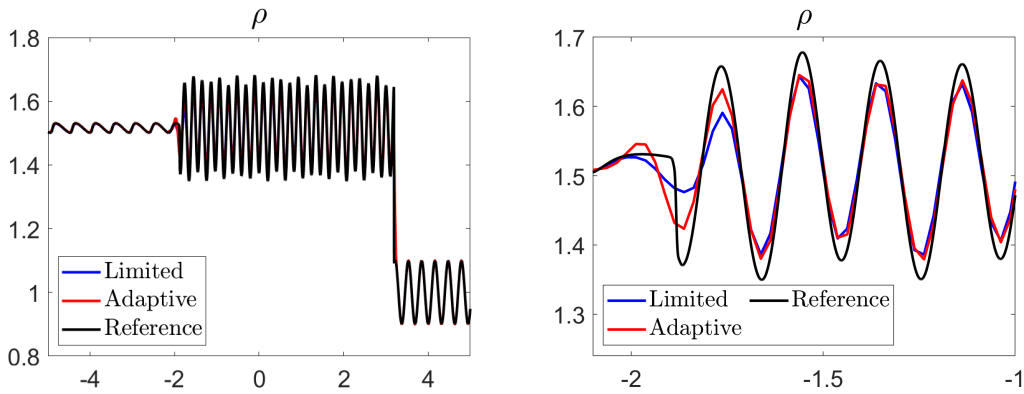 ρ
1.8
1.6
1.4
1.2
1
0.8
Limited
Adaptive
Reference
-4 -2 0 2 4
ρ
1.7
1.6
1.5
1.4
1.3
Limited Reference
Adaptive
-2 -1.5 -1